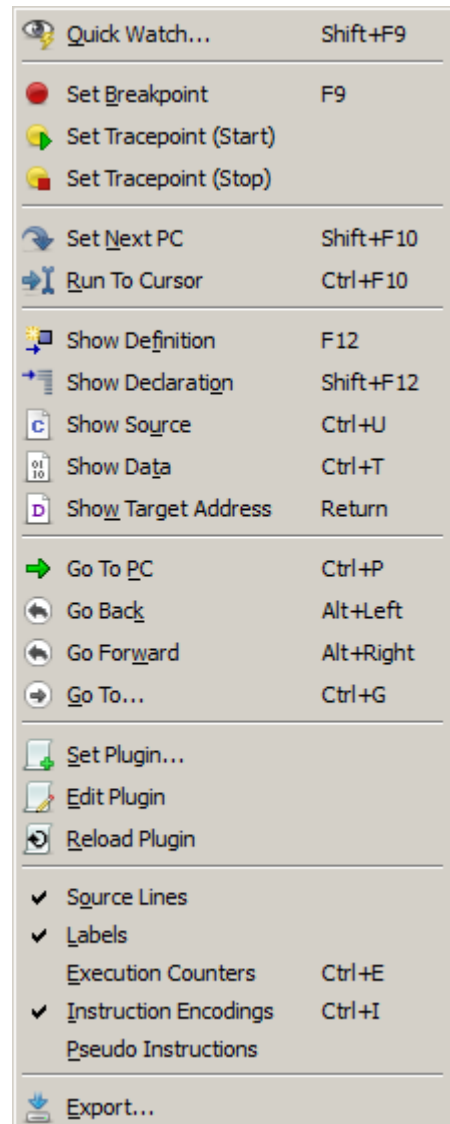 Quick Watch... Shift+F9
Set Breakpoint F9
Set Tracepoint (Start)
Set Tracepoint (Stop)
Set Next PC Shift+F10
Run To Cursor Ctrl+F10
Show Definition F12
Show Declaration Shift+F12
C Show Source Ctrl+U
01 10 Show Data Ctrl+T
D Show Target Address Return
Go To PC Ctrl+P
Go Back Alt+Left
Go Forward Alt+Right
Go To... Ctrl+G
Set Plugin...
Edit Plugin
Reload Plugin
Source Lines
Labels
Execution Counters Ctrl+E
Instruction Encodings Ctrl+I
Pseudo Instructions
Export...